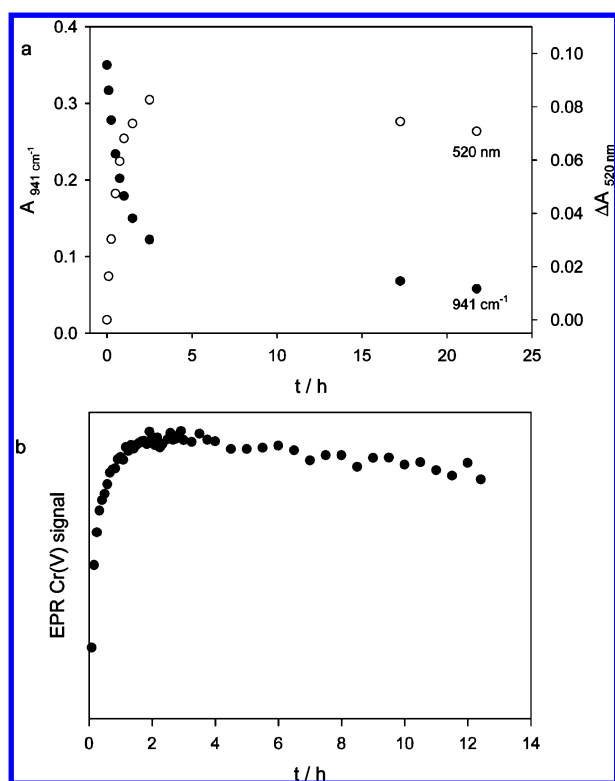 a
0.4
0.3
0.2
0.1
0.0
A 941 cm⁻¹
0.10
0.08
0.06
0.04
0.02
0.00
ΔA 520 nm
520 nm
941 cm⁻¹
0 5 10 15 20 25
t / h
b
EPR Cr(V) signal
0 2 4 6 8 10 12 14
t / h